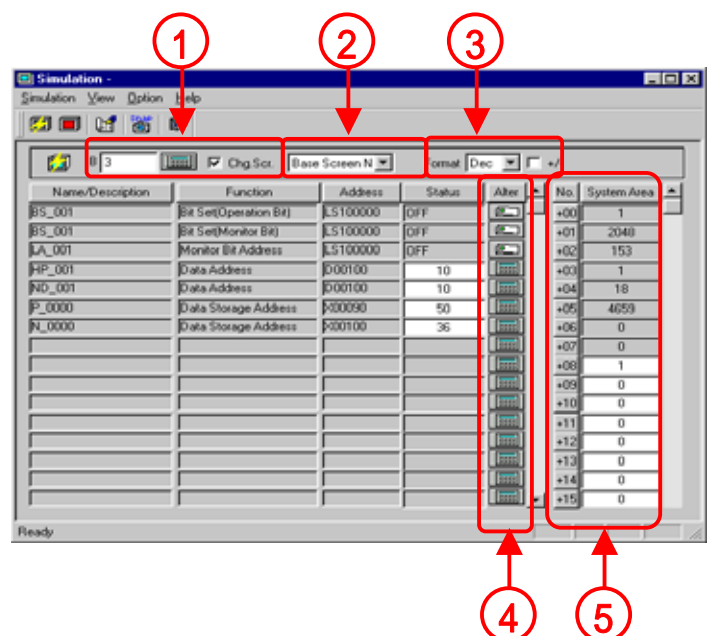 1 2 3
Simulation -
Simulation View Option Help
B 3 Chg.Scr. Base Screen N Format Dec +/
Name/Description Function Address Status Alter No. System Area
BS_001 Bit Set(Operation Bit) LS100000 OFF +00 1
BS_001 Bit Set(Monitor Bit) LS100000 OFF +01 2048
LA_001 Monitor Bit Address LS100000 OFF +02 153
HP_001 Data Address D00100 10 +03 1
ND_001 Data Address D00100 10 +04 18
P_0000 Data Storage Address X00090 50 +05 4659
N_0000 Data Storage Address X00100 36 +06 0
+07 0
+08 1
+09 0
+10 0
+11 0
+12 0
+13 0
+14 0
+15 0
Ready
4 5